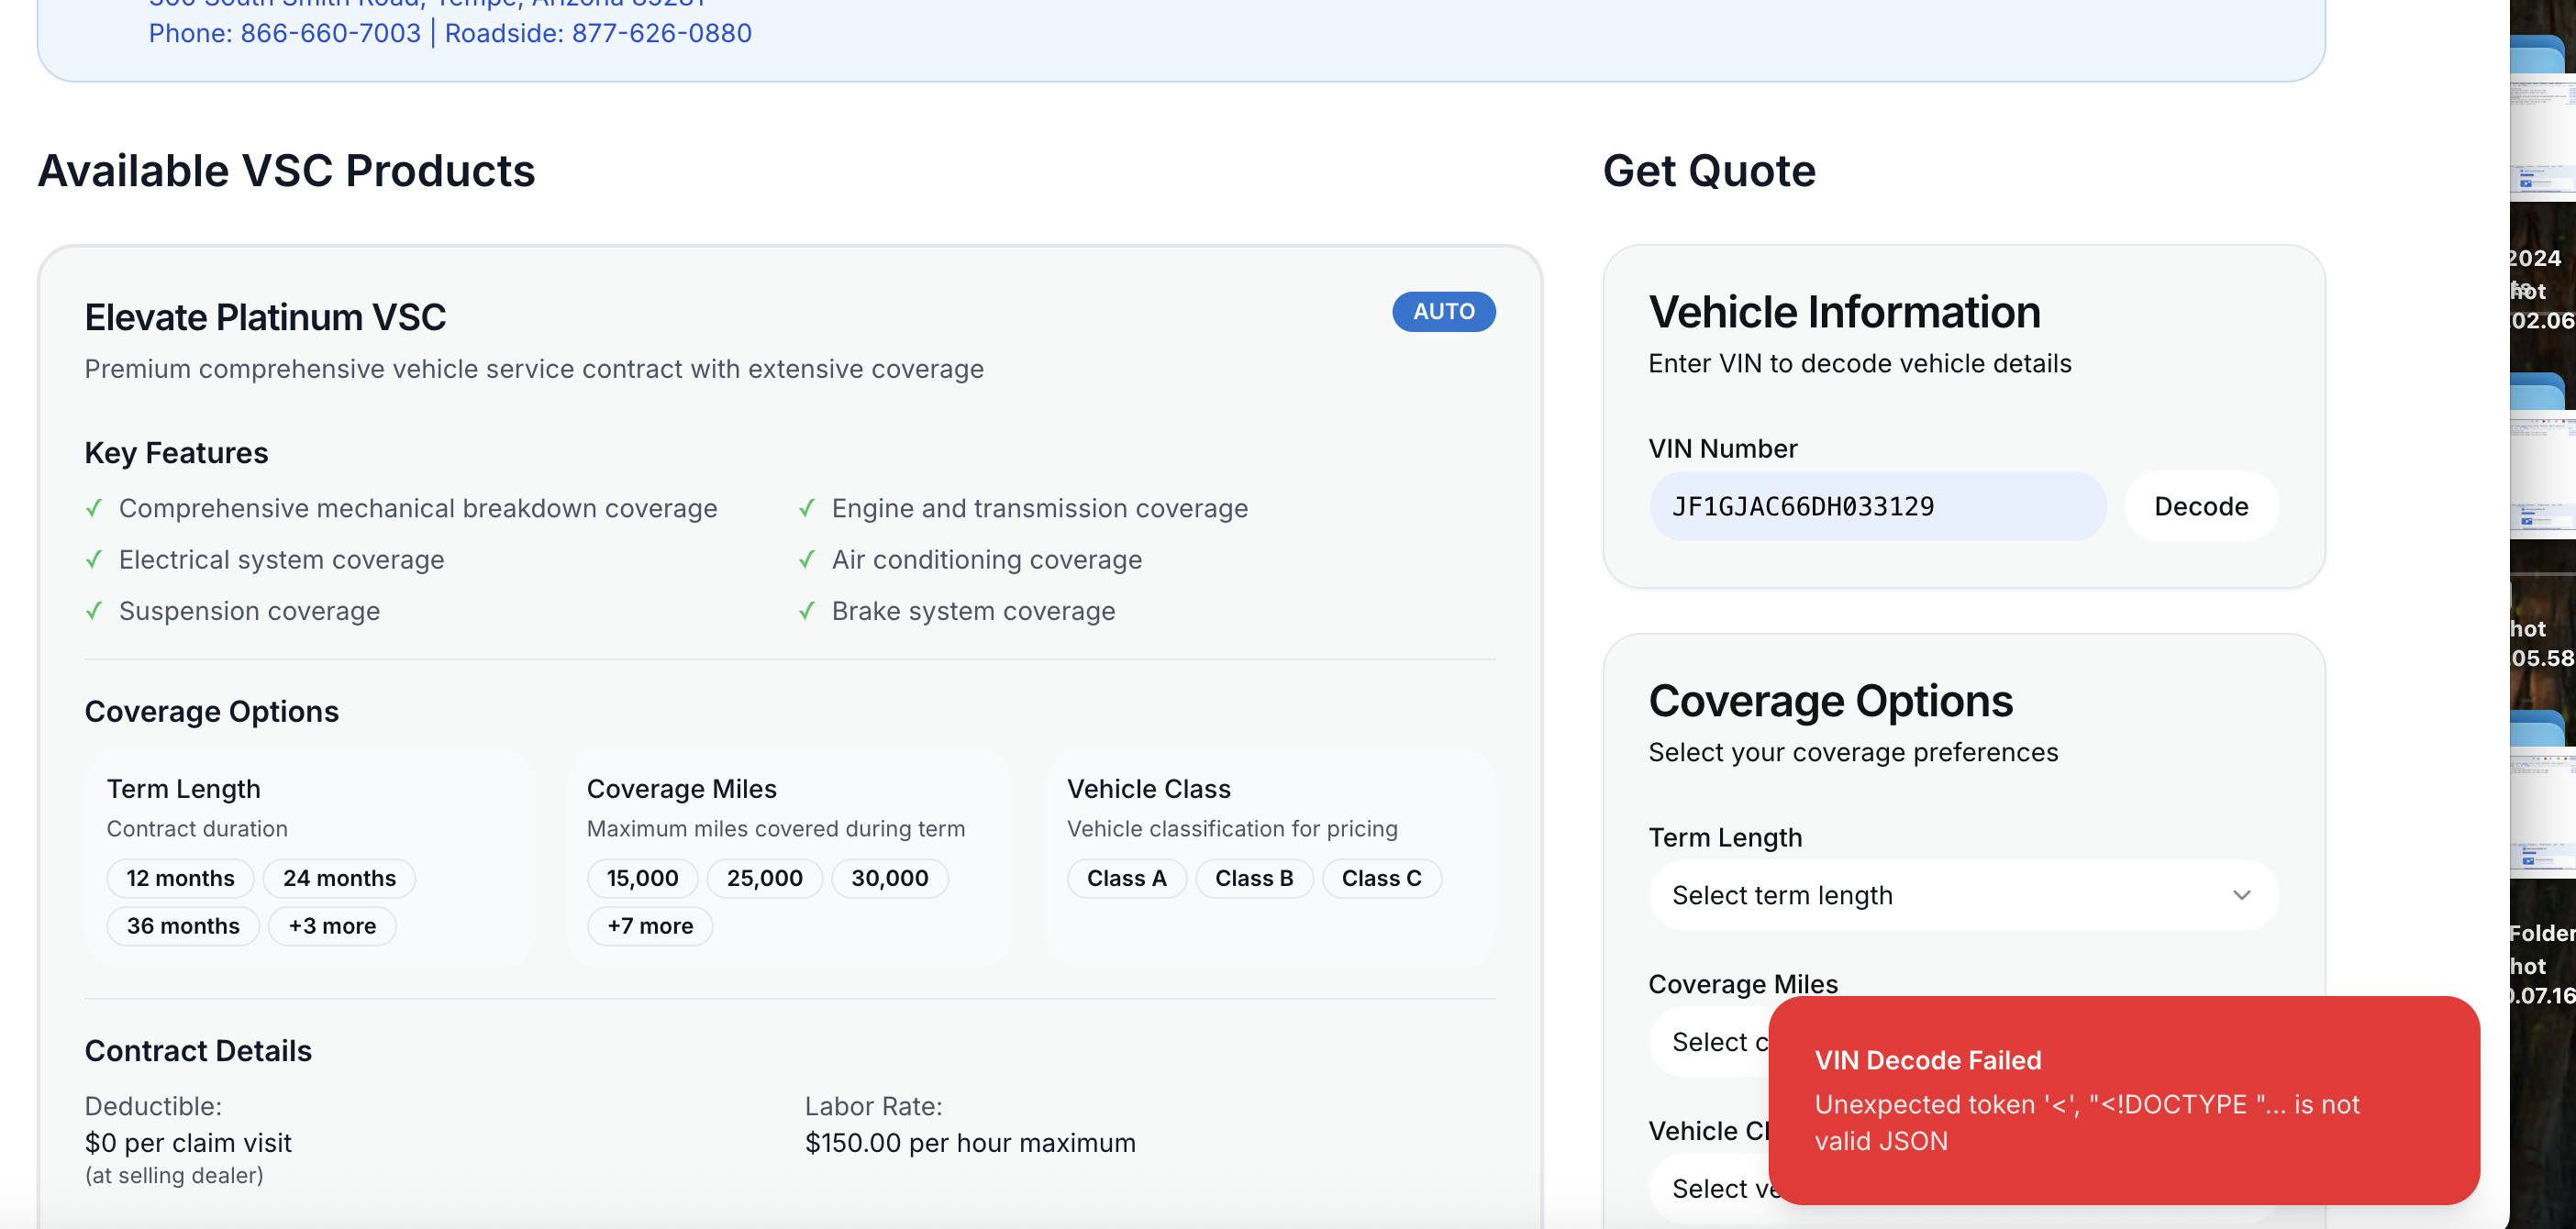 Phone: 866-660-7003 | Roadside: 877-626-0880
Available VSC Products
Elevate Platinum VSC
AUTO
Premium comprehensive vehicle service contract with extensive coverage
Key Features
✓ Comprehensive mechanical breakdown coverage
✓ Engine and transmission coverage
✓ Electrical system coverage
✓ Air conditioning coverage
✓ Suspension coverage
✓ Brake system coverage
Coverage Options
Term Length
Contract duration
12 months
24 months
36 months
+3 more
Coverage Miles
Maximum miles covered during term
15,000
25,000
30,000
+7 more
Vehicle Class
Vehicle classification for pricing
Class A
Class B
Class C
Contract Details
Deductible:
$0 per claim visit
(at selling dealer)
Labor Rate:
$150.00 per hour maximum
Get Quote
Vehicle Information
Enter VIN to decode vehicle details
VIN Number
JF1GJAC66DH033129
Decode
Coverage Options
Select your coverage preferences
Term Length
Select term length
Coverage Miles
Select
Vehicle
Select
VIN Decode Failed
Unexpected token '<', "<!DOCTYPE "... is not
valid JSON
2024
02.06
05.58
Folder
.07.16